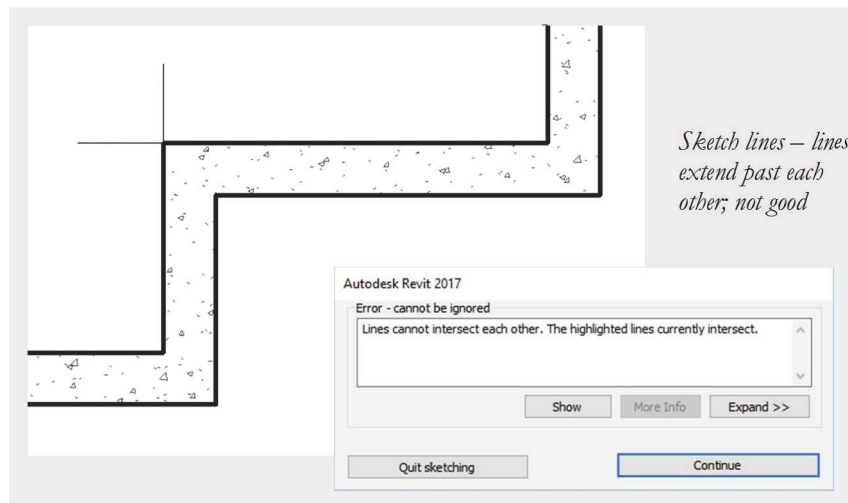 Sketch lines – lines
extend past each
other; not good
Autodesk Revit 2017
Error - cannot be ignored
Lines cannot intersect each other. The highlighted lines currently intersect.
Show
More Info
Expand >>
Quit sketching
Continue